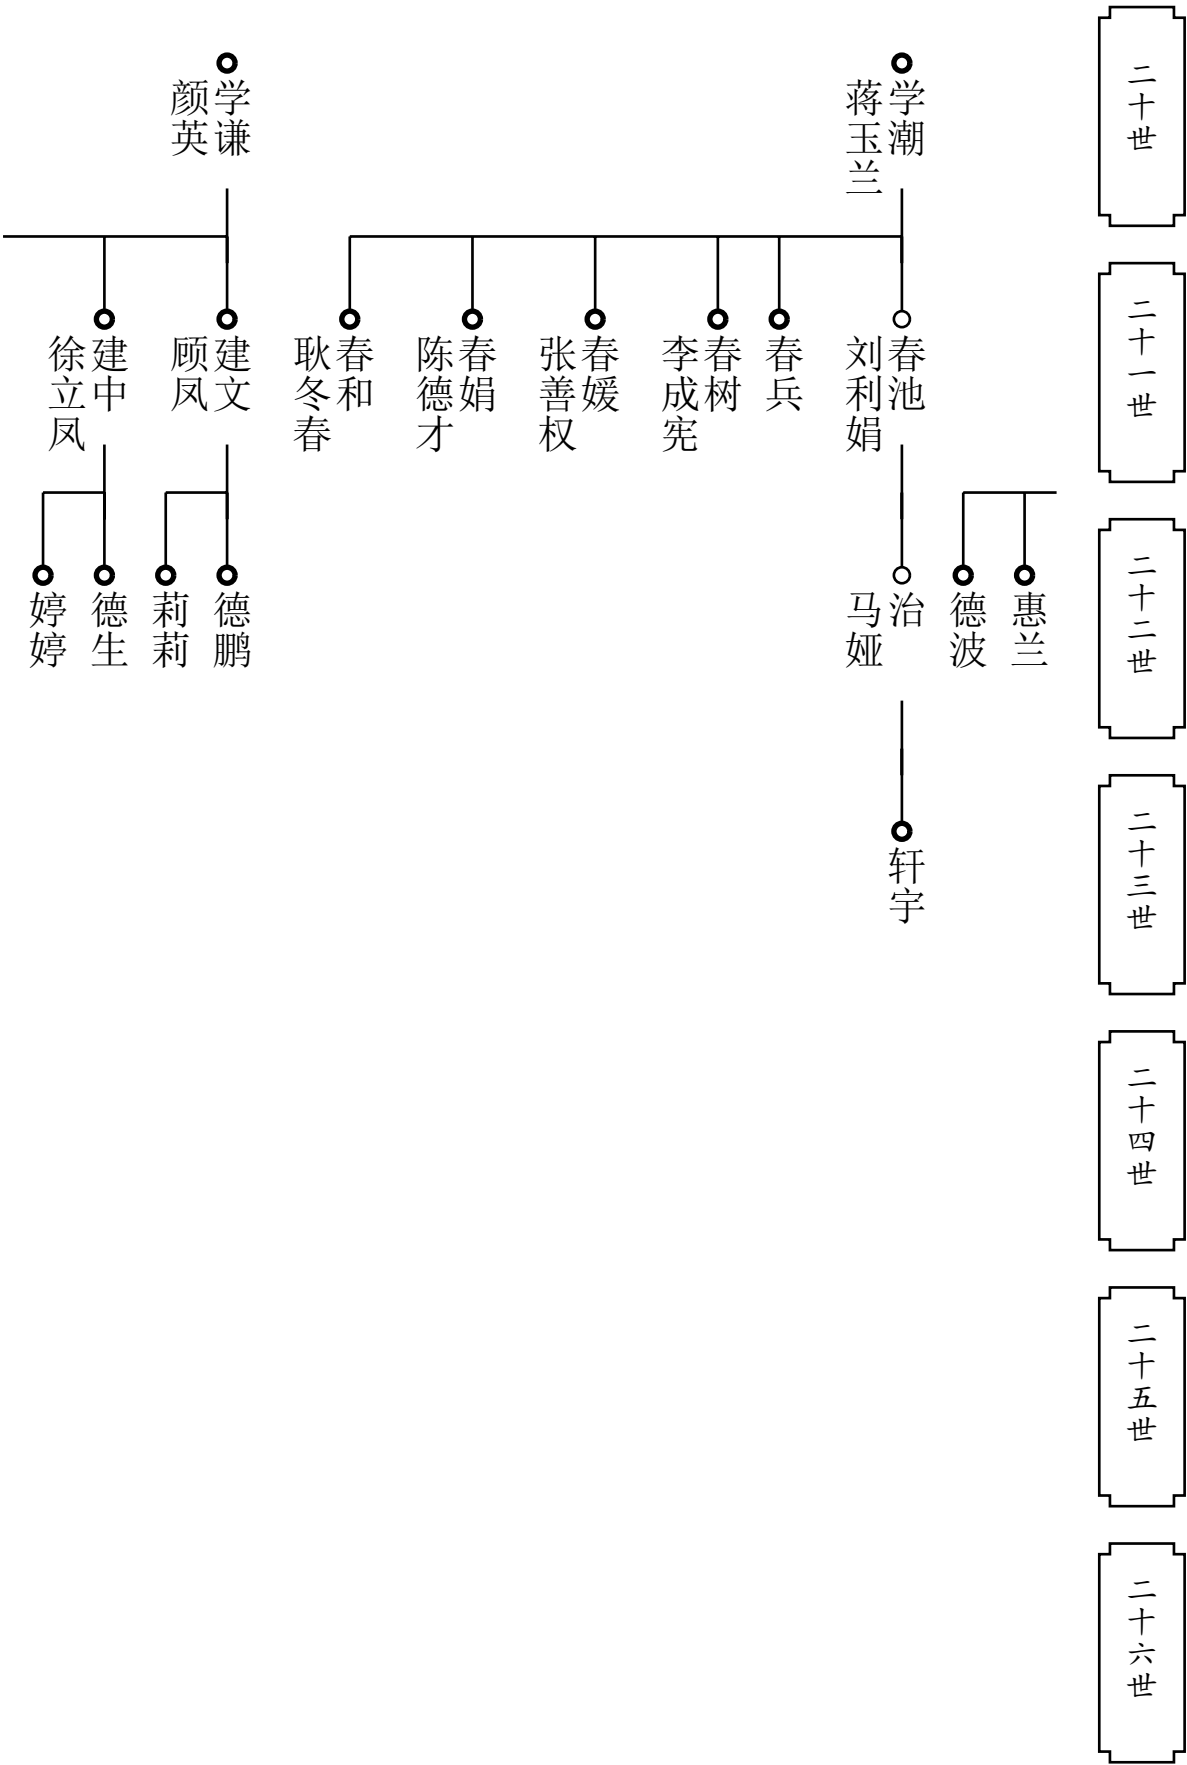 二十世
学潮
蒋玉兰
学谦
颜英
二十一世
春池
刘利娟
春兵
春树
李成宪
春媛
张善权
春娟
陈德才
春和
耿冬春
建文
顾凤
建中
徐立凤
二十二世
惠兰
德波
治
马娅
德鹏
莉莉
德生
婷婷
二十三世
轩宇
二十四世
二十五世
二十六世